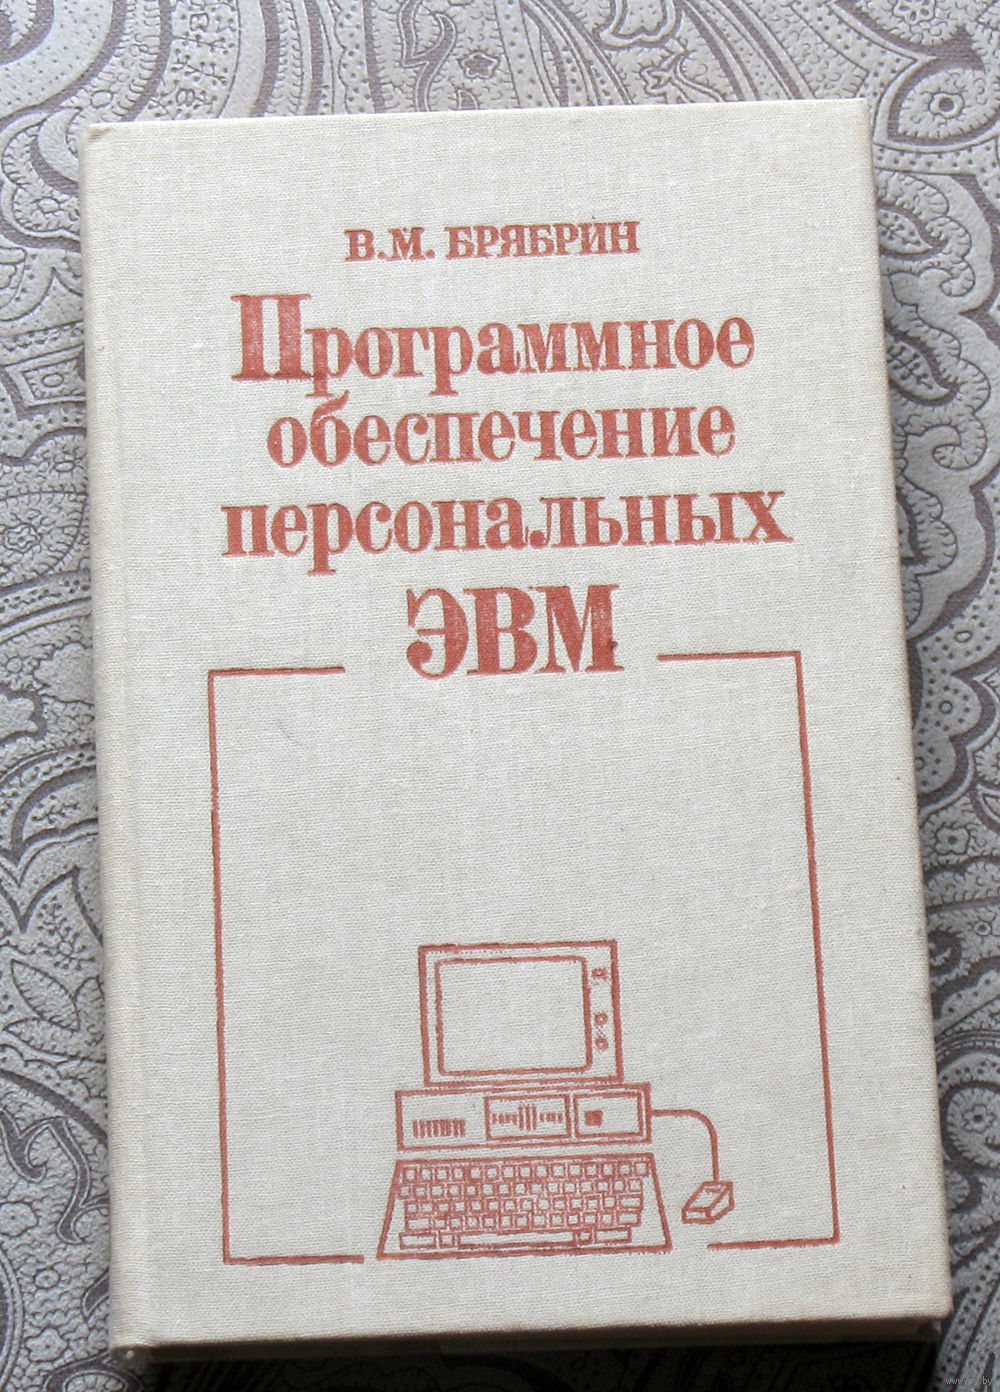 В.М. БРЯБРИН
Программное
обеспечение
персональных
ЭВМ